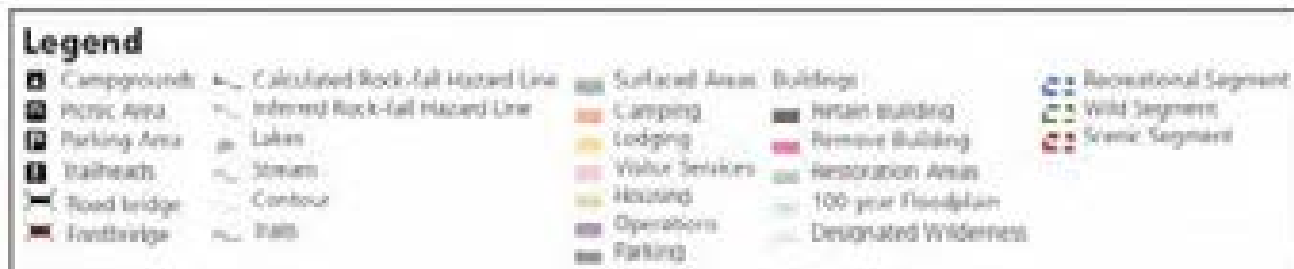 Legend
Campgrounds
Picnic Area
Parking Area
Trailheads
Road bridge
Footbridge
Calculated Rock-fall Hazard Line
Inferred Rock-fall Hazard Line
Lakes
Stream
Contour
Trails
Surfaced Areas
Camping
Lodging
Visitor Services
Housing
Operations
Parking
Buildings
Retain Building
Remove Building
Restoration Areas
100 year Floodplain
Designated Wilderness
Recreational Segment
Wild Segment
Scenic Segment